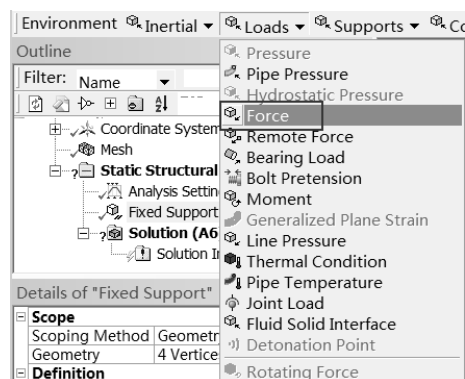 Environment Inertial Loads Supports
Outline
Filter: Name
Coordinate System
Mesh
Static Structural
Analysis Settin
Fixed Support
Solution (A6
Solution I
Details of "Fixed Support"
Scope
Scoping Method Geometr
Geometry 4 Vertice
Definition
Pressure
Pipe Pressure
Hydrostatic Pressure
Force
Remote Force
Bearing Load
Bolt Pretension
Moment
Generalized Plane Strain
Line Pressure
Thermal Condition
Pipe Temperature
Joint Load
Fluid Solid Interface
Detonation Point
Rotating Force